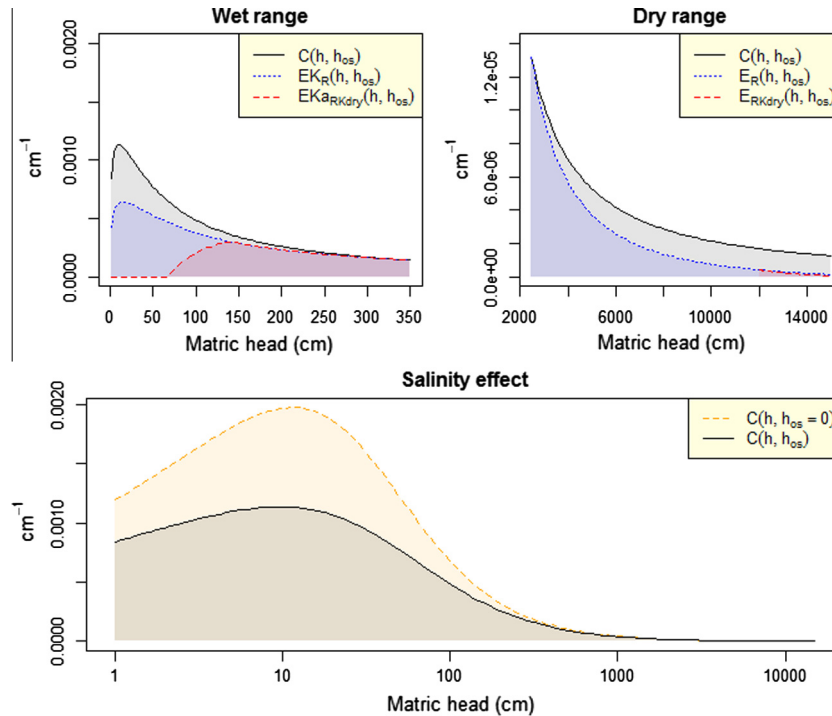 Wet range
C(h, hos)
EKR(h, hos)
EKaRKdry(h, hos)
0.0020
0.0010
0.0000
cm−1
0 50 100 150 200 250 300 350
Matric head (cm)
Dry range
C(h, hos)
ER(h, hos)
ERKdry(h, hos)
1.2e-05
6.0e-06
0.0e+00
cm−1
2000 6000 10000 14000
Matric head (cm)
Salinity effect
C(h, hos = 0)
C(h, hos)
0.0020
0.0010
0.0000
cm−1
1 10 100 1000 10000
Matric head (cm)